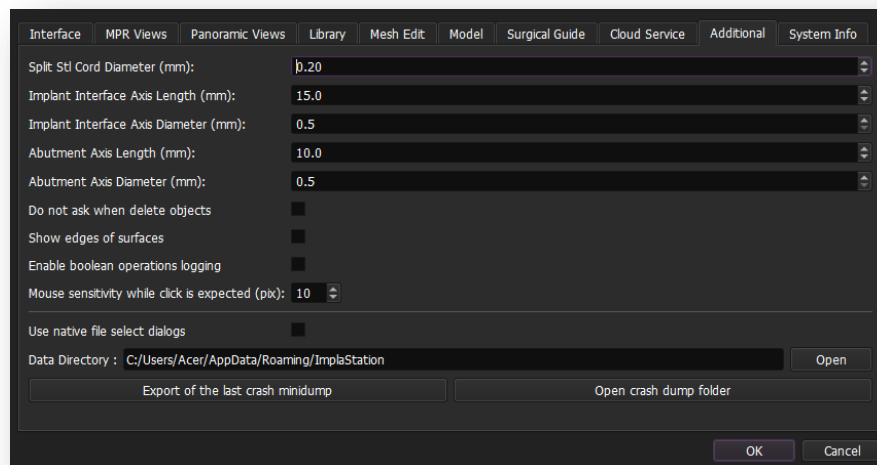 Interface MPR Views Panoramic Views Library Mesh Edit Model Surgical Guide Cloud Service Additional System Info
Split Stl Cord Diameter (mm): 0.20
Implant Interface Axis Length (mm): 15.0
Implant Interface Axis Diameter (mm): 0.5
Abutment Axis Length (mm): 10.0
Abutment Axis Diameter (mm): 0.5
Do not ask when delete objects
Show edges of surfaces
Enable boolean operations logging
Mouse sensitivity while click is expected (pix): 10
Use native file select dialogs
Data Directory : C:/Users/Acer/AppData/Roaming/ImplaStation Open
Export of the last crash minidump Open crash dump folder
OK Cancel